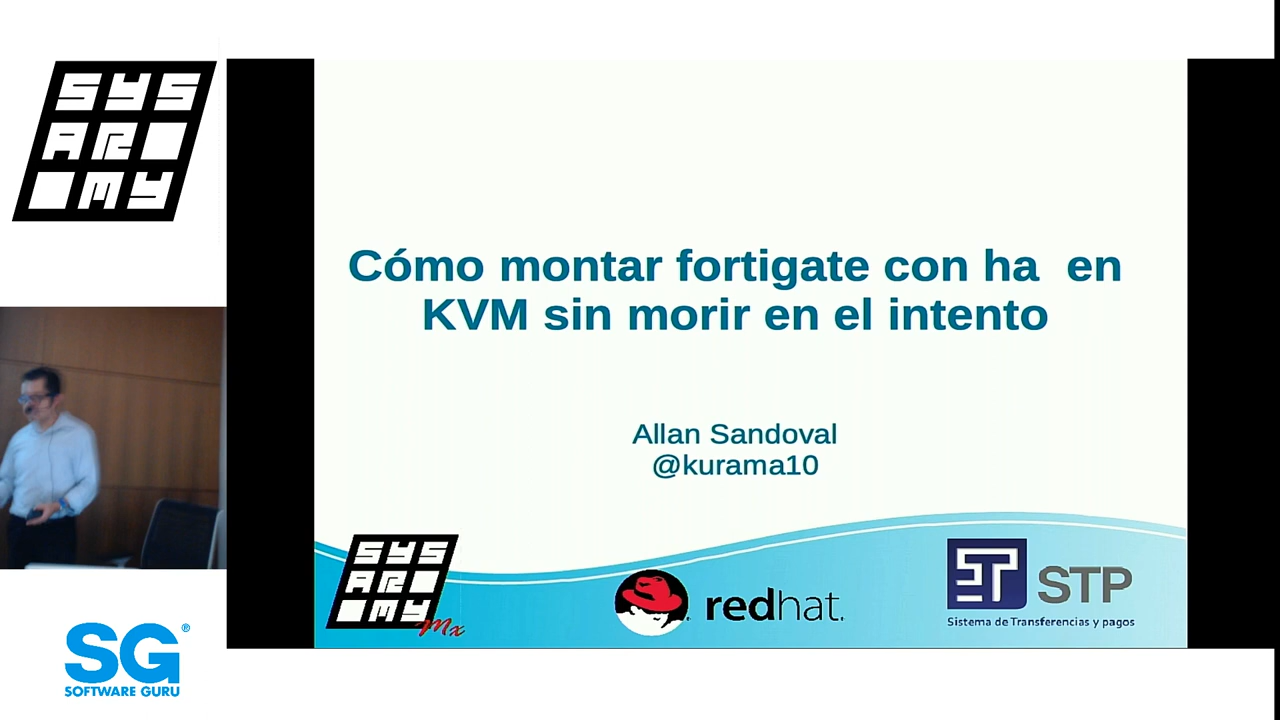 SYS
AR
MY
SG®
SOFTWARE GURU
Cómo montar fortigate con ha en
KVM sin morir en el intento
Allan Sandoval
@kurama10
SYS
AR
MY
Mx
redhat.
ST STP
Sistema de Transferencias y pagos